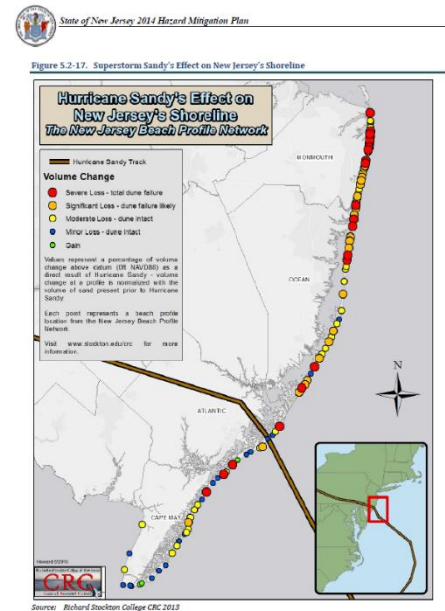 State of New Jersey 2014 Hazard Mitigation Plan
Figure 5.2-17. Superstorm Sandy's Effect on New Jersey's Shoreline
Hurricane Sandy's Effect on
New Jersey's Shoreline
The New Jersey Beach Profile Network
Hurricane Sandy Track
Volume Change
Severe Loss - total dune failure
Significant Loss - dune failure likely
Moderate Loss - dune intact
Minor Loss - dune intact
Gain
Values represent a percentage of volume
change above datum (0ft NAVD88) as a
direct result of Hurricane Sandy - volume
change at a profile is normalized with the
volume of sand present prior to Hurricane
Sandy.
Each point represents a beach profile
location from the New Jersey Beach Profile
Network.
Visit www.stockton.edu/crc for more
information.
MONMOUTH
OCEAN
ATLANTIC
CAPE MAY
N
CRC
Source: Richard Stockton College CRC 2013